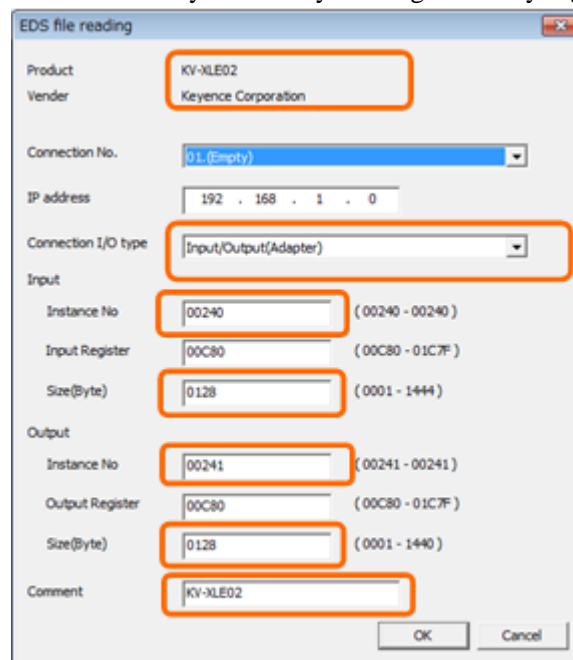 EDS file reading
Product KV-XLE02
Vender Keyence Corporation
Connection No. 01.(Empty)
IP address 192 . 168 . 1 . 0
Connection I/O type Input/Output(Adapter)
Input
Instance No 00240 ( 00240 - 00240 )
Input Register 00C80 ( 00C80 - 01C7F )
Size(Byte) 0128 ( 0001 - 1444 )
Output
Instance No 00241 ( 00241 - 00241 )
Output Register 00C80 ( 00C80 - 01C7F )
Size(Byte) 0128 ( 0001 - 1440 )
Comment KV-XLE02
OK Cancel